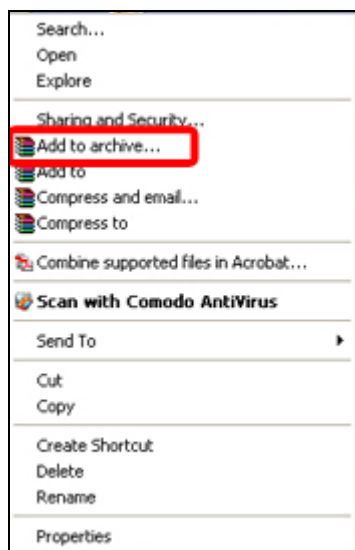 Search...
Open
Explore
Sharing and Security...
Add to archive...
Add to
Compress and email...
Compress to
Combine supported files in Acrobat...
Scan with Comodo AntiVirus
Send To
Cut
Copy
Create Shortcut
Delete
Rename
Properties